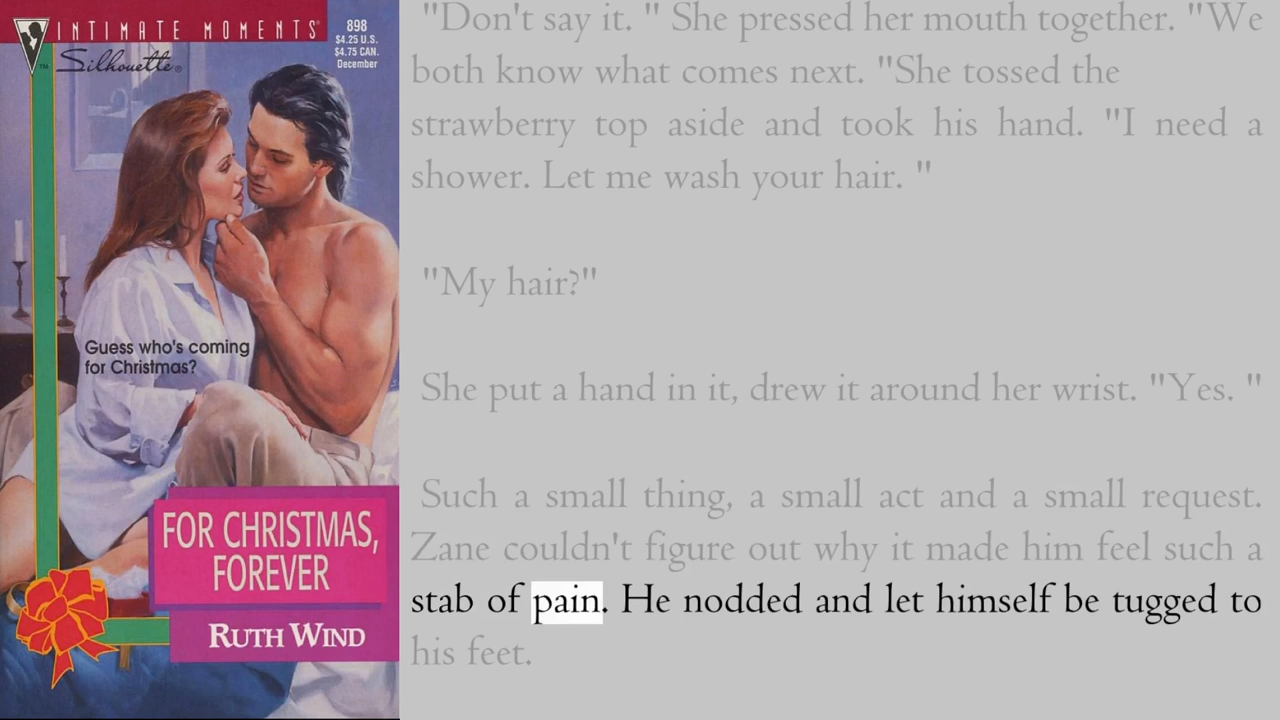 INTIMATE MOMENTS®
898
$4.25 U.S.
$4.75 CAN.
December
TM
Silhouette®
Guess who's coming
for Christmas?
FOR CHRISTMAS,
FOREVER
RUTH WIND
"Don't say it. " She pressed her mouth together. "We
both know what comes next. "She tossed the
strawberry top aside and took his hand. "I need a
shower. Let me wash your hair. "
"My hair?"
She put a hand in it, drew it around her wrist. "Yes. "
Such a small thing, a small act and a small request.
Zane couldn't figure out why it made him feel such a
stab of pain. He nodded and let himself be tugged to
his feet.